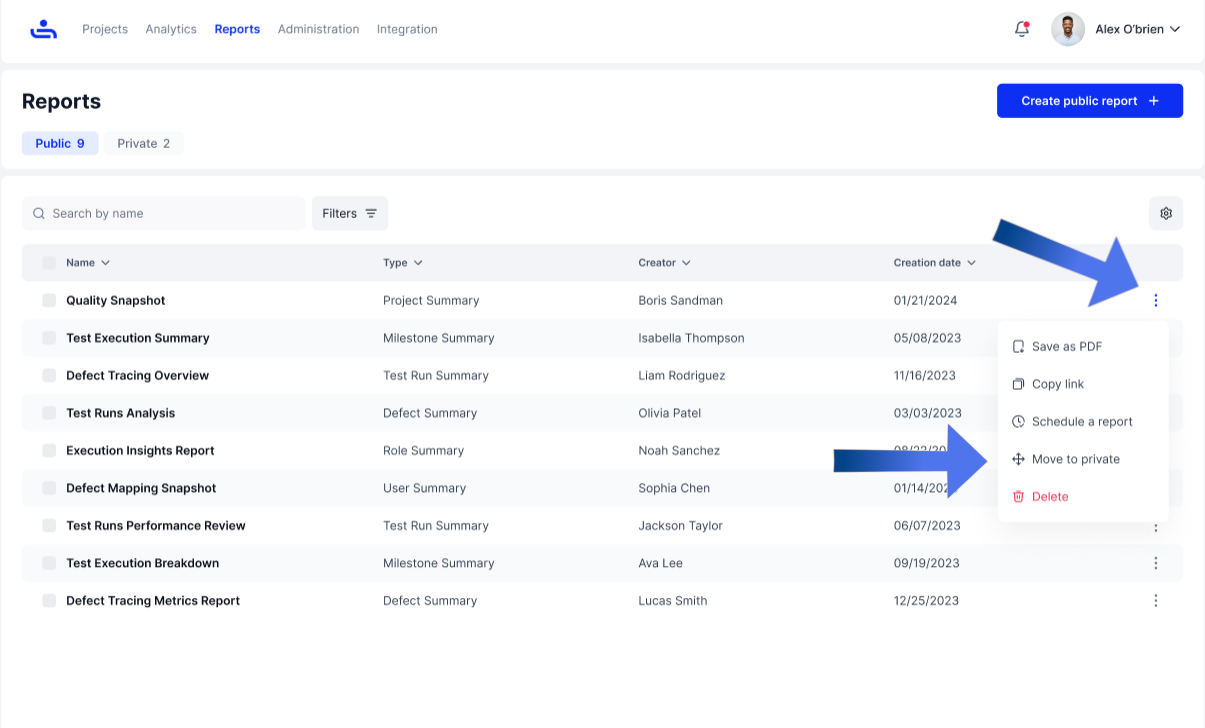 Projects Analytics Reports Administration Integration Alex O'brien
Reports
Create public report +
Public 9 Private 2
Search by name Filters
Name Type Creator Creation date
Quality Snapshot Project Summary Boris Sandman 01/21/2024
Test Execution Summary Milestone Summary Isabella Thompson 05/08/2023
Defect Tracing Overview Test Run Summary Liam Rodriguez 11/16/2023
Test Runs Analysis Defect Summary Olivia Patel 03/03/2023
Execution Insights Report Role Summary Noah Sanchez
Defect Mapping Snapshot User Summary Sophia Chen
Test Runs Performance Review Test Run Summary Jackson Taylor 06/07/2023
Test Execution Breakdown Milestone Summary Ava Lee 09/19/2023
Defect Tracing Metrics Report Defect Summary Lucas Smith 12/25/2023
Save as PDF
Copy link
Schedule a report
Move to private
Delete